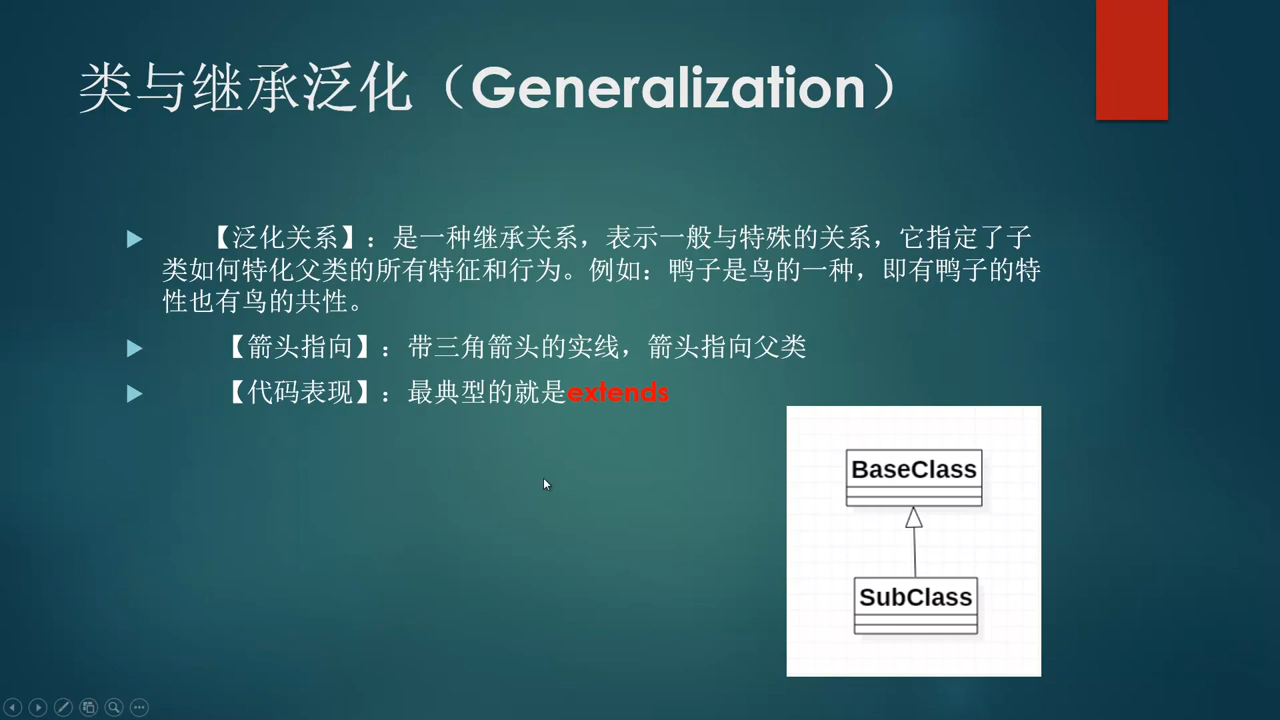 类与继承泛化（Generalization）
【泛化关系】：是一种继承关系，表示一般与特殊的关系，它指定了子
类如何特化父类的所有特征和行为。例如：鸭子是鸟的一种，即有鸭子的特
性也有鸟的共性。
【箭头指向】：带三角箭头的实线，箭头指向父类
【代码表现】：最典型的就是extends
BaseClass
SubClass